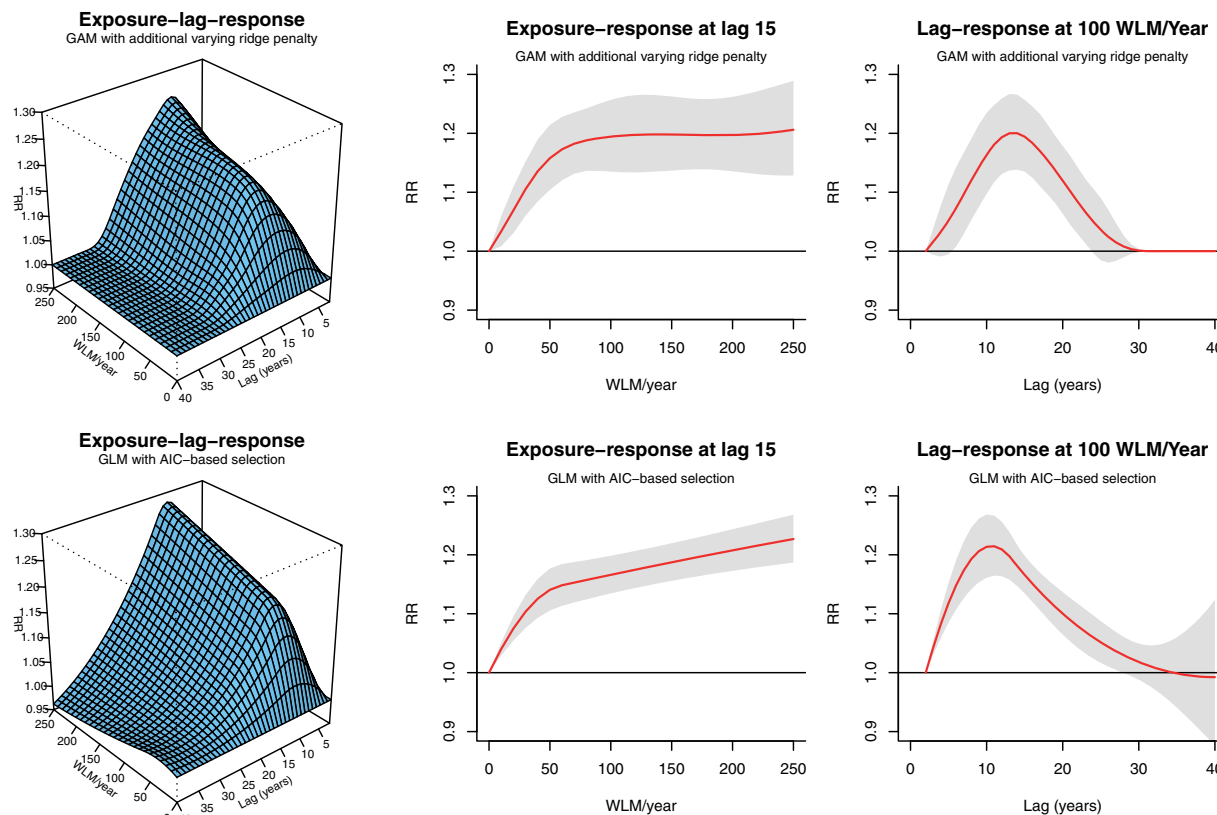 Exposure−lag−response
GAM with additional varying ridge penalty
1.30
1.25
1.20
1.15
1.10
1.05
1.00
0.95
RR
250
200
150
100
50
0
WLM/year
40
35
30
25
20
15
10
5
Lag (years)
Exposure−response at lag 15
GAM with additional varying ridge penalty
1.3
1.2
1.1
1.0
0.9
RR
0 50 100 150 200 250
WLM/year
Lag−response at 100 WLM/Year
GAM with additional varying ridge penalty
1.3
1.2
1.1
1.0
0.9
RR
0 10 20 30 40
Lag (years)
Exposure−lag−response
GLM with AIC−based selection
1.30
1.25
1.20
1.15
1.10
1.05
1.00
0.95
RR
250
200
150
100
50
WLM/year
35
30
25
20
15
10
5
Lag (years)
Exposure−response at lag 15
GLM with AIC−based selection
1.3
1.2
1.1
1.0
0.9
RR
0 50 100 150 200 250
WLM/year
Lag−response at 100 WLM/Year
GLM with AIC−based selection
1.3
1.2
1.1
1.0
0.9
RR
0 10 20 30 40
Lag (years)